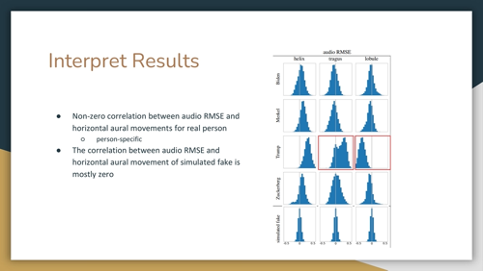 Interpret Results
● Non-zero correlation between audio RMSE and
horizontal aural movements for real person
○ person-specific
● The correlation between audio RMSE and
horizontal aural movement of simulated fake is
mostly zero
audio RMSE
helix tragus lobule
Biden
Merkel
Trump
Zuckerberg
simulated fake
-0.5 0 0.5 -0.5 0 0.5 -0.5 0 0.5